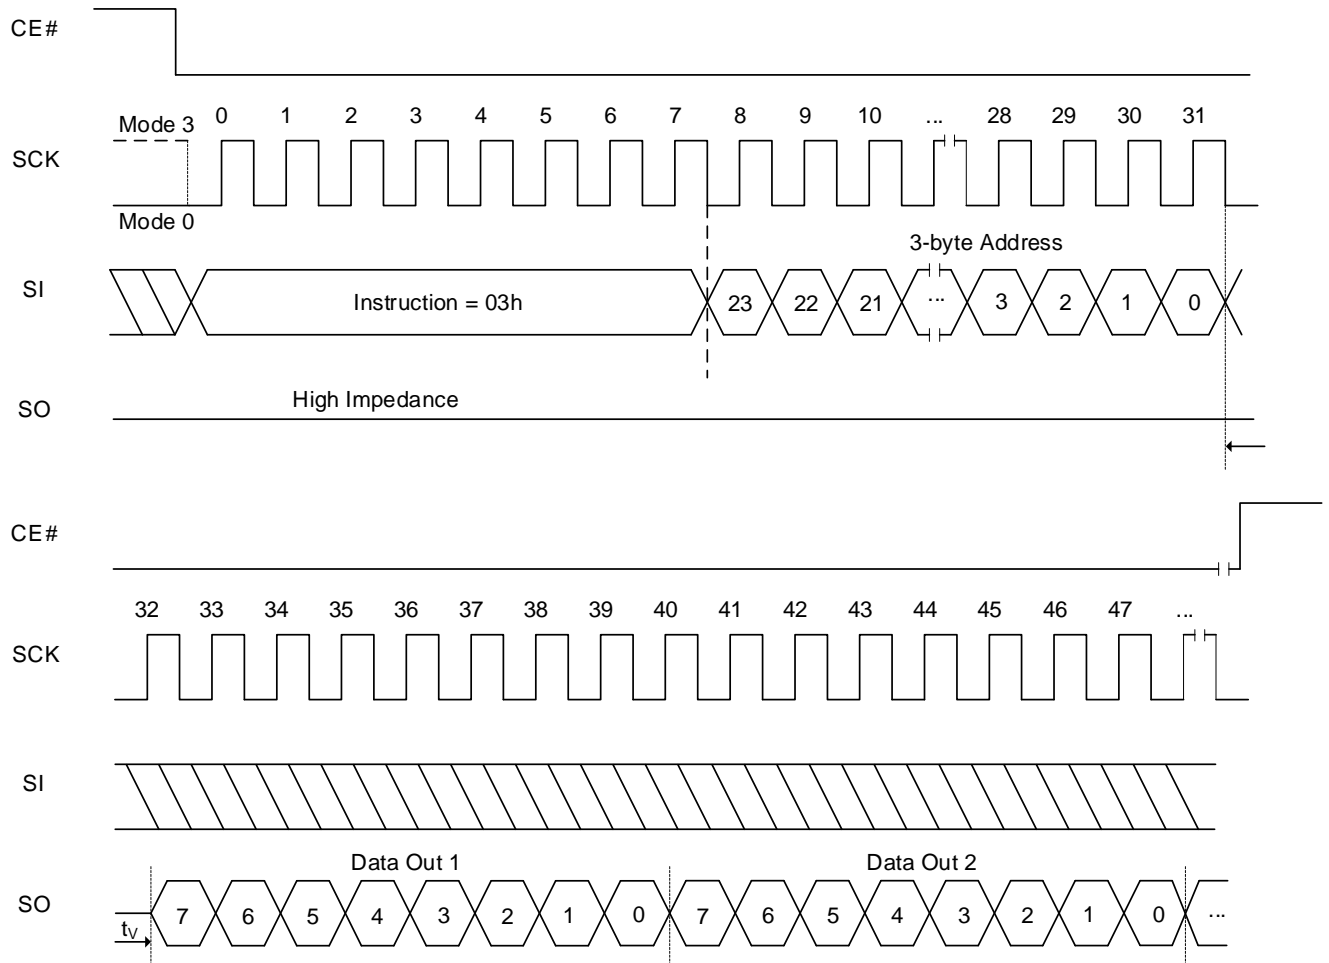 CE#
0 1 2 3 4 5 6 7 8 9 10 ... 28 29 30 31
Mode 3
SCK
Mode 0
3-byte Address
SI
Instruction = 03h 23 22 21 ... 3 2 1 0
High Impedance
SO
CE#
32 33 34 35 36 37 38 39 40 41 42 43 44 45 46 47 ...
SCK
SI
Data Out 1 Data Out 2
SO
7 6 5 4 3 2 1 0 7 6 5 4 3 2 1 0 ...
tV